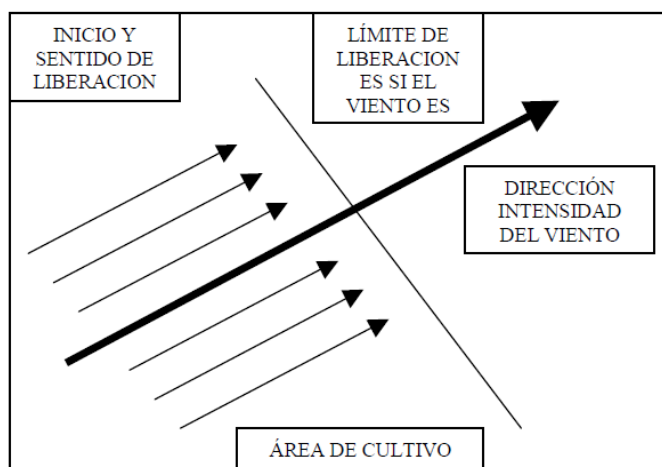 INICIO Y
SENTIDO DE
LIBERACION
LÍMITE DE
LIBERACION
ES SI EL
VIENTO ES
DIRECCIÓN
INTENSIDAD
DEL VIENTO
ÁREA DE CULTIVO